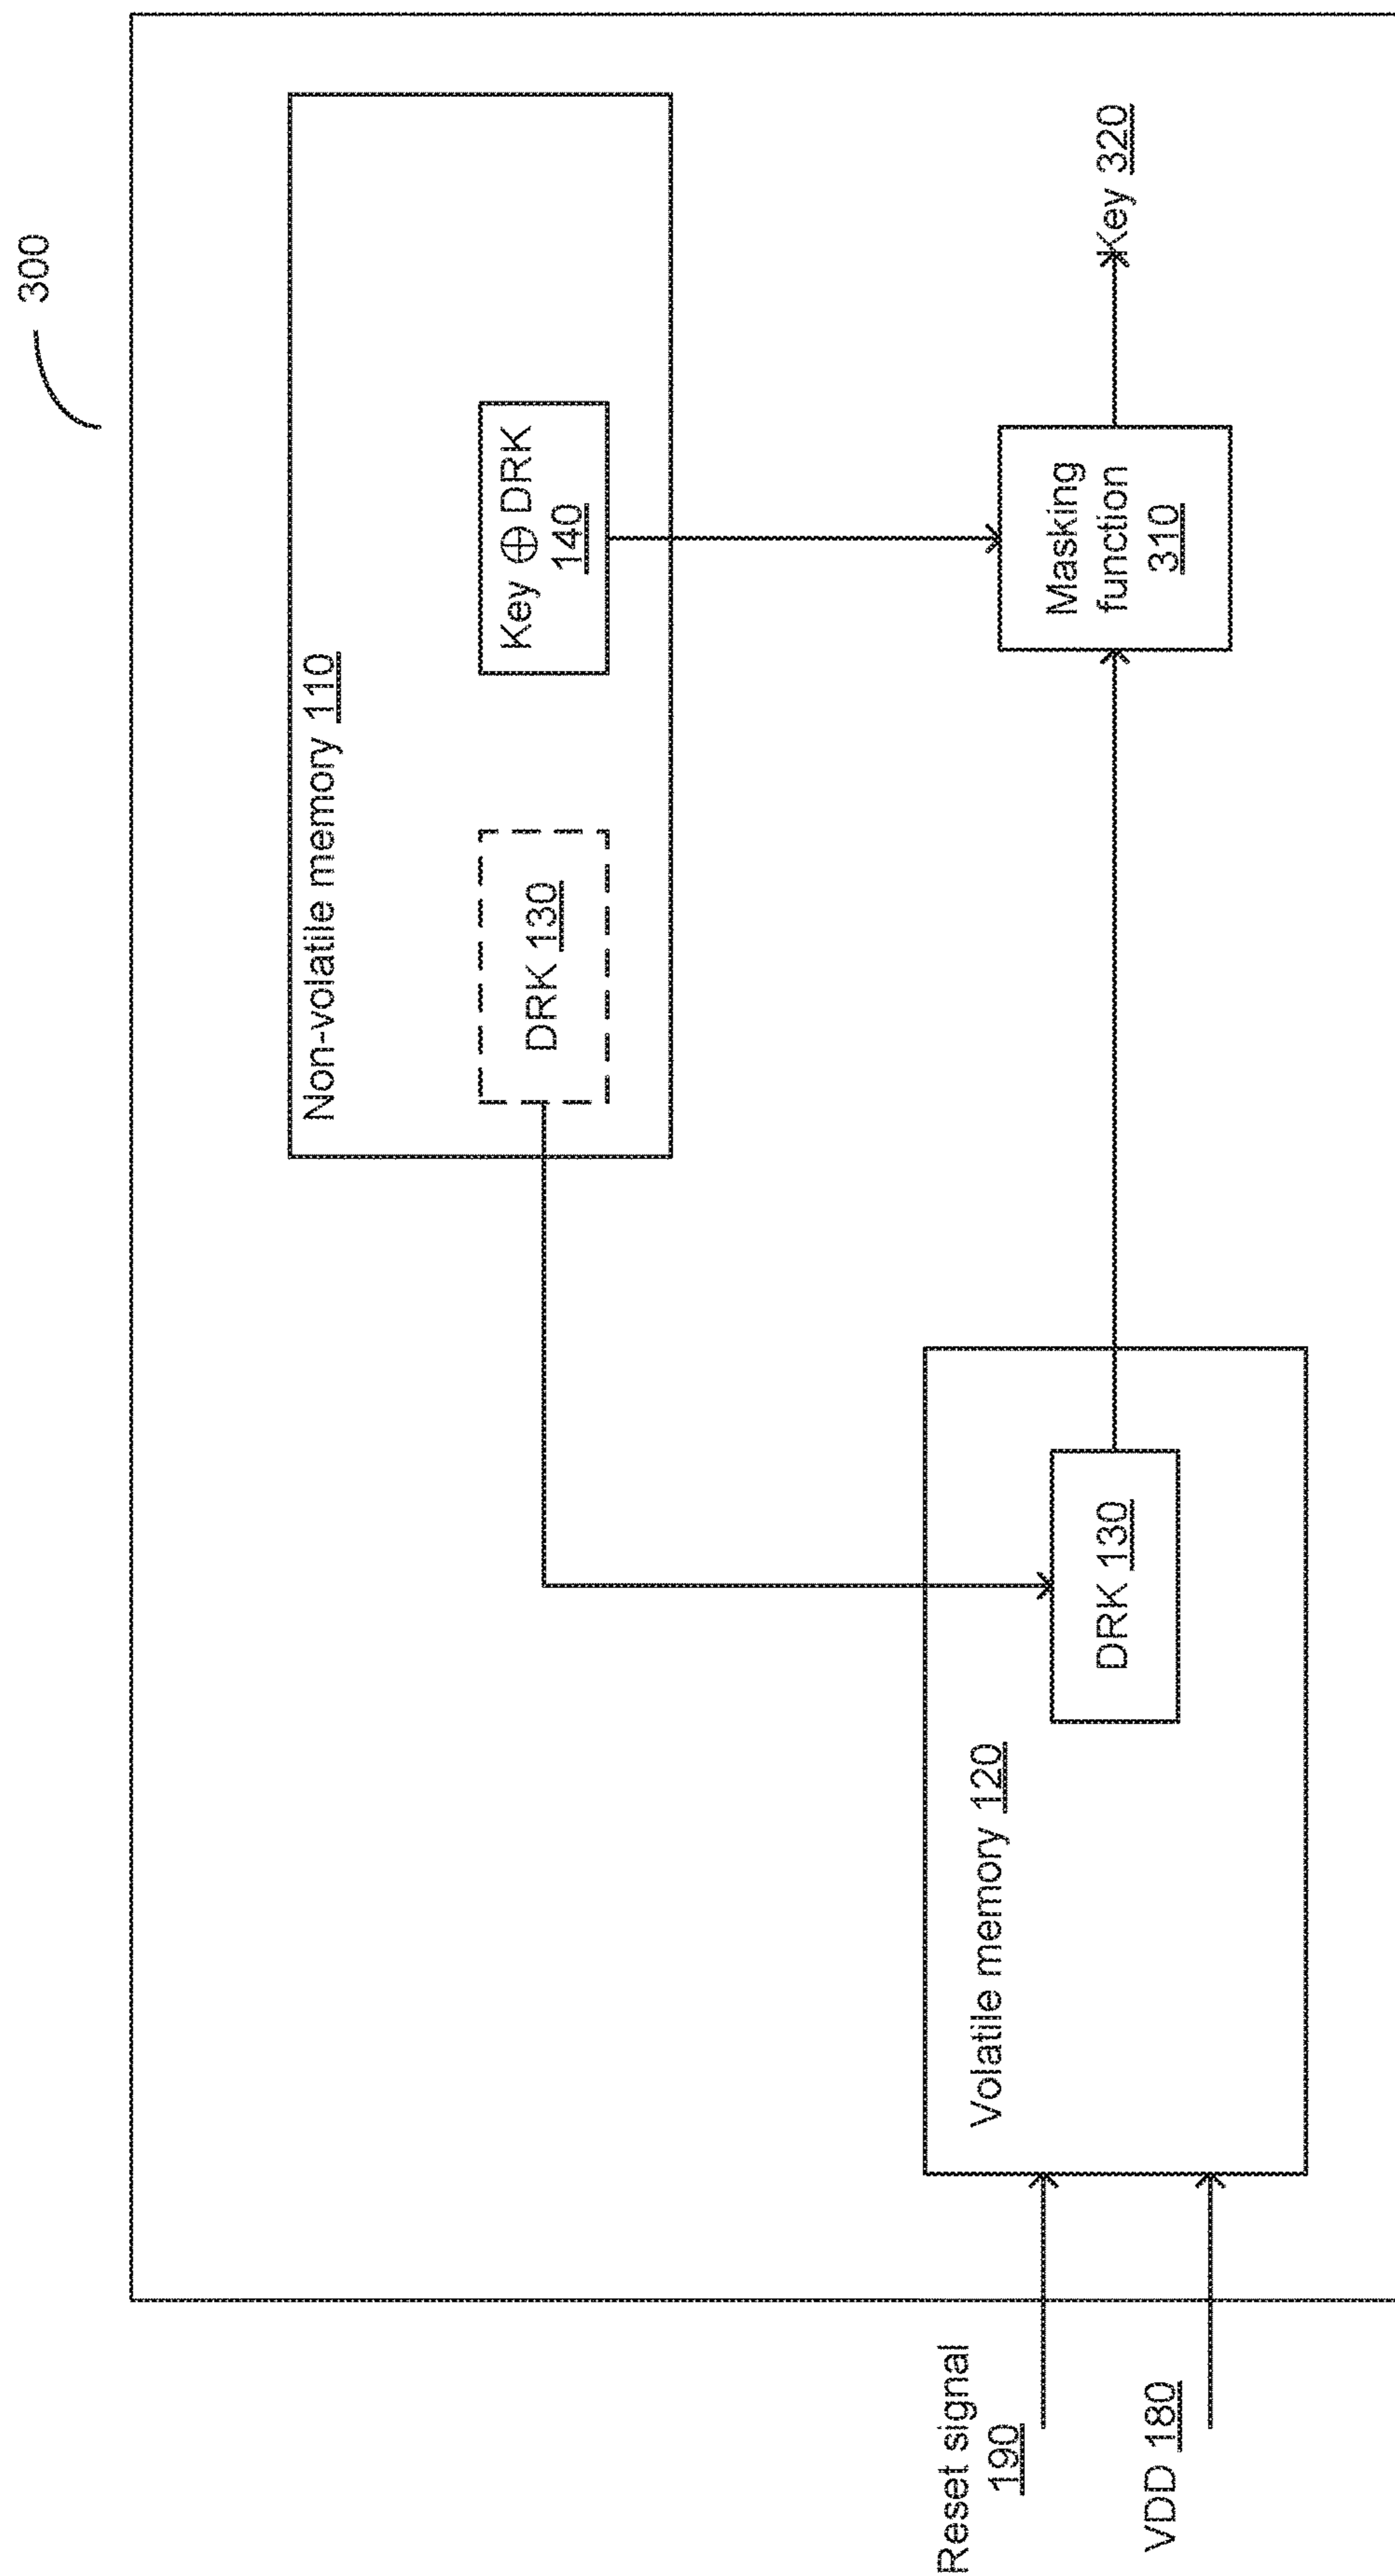 300
Non-volatile memory 110
DRK 130
Key ⊕ DRK
140
Volatile memory 120
DRK 130
Masking
function
310
Key 320
Reset signal
190
VDD 180